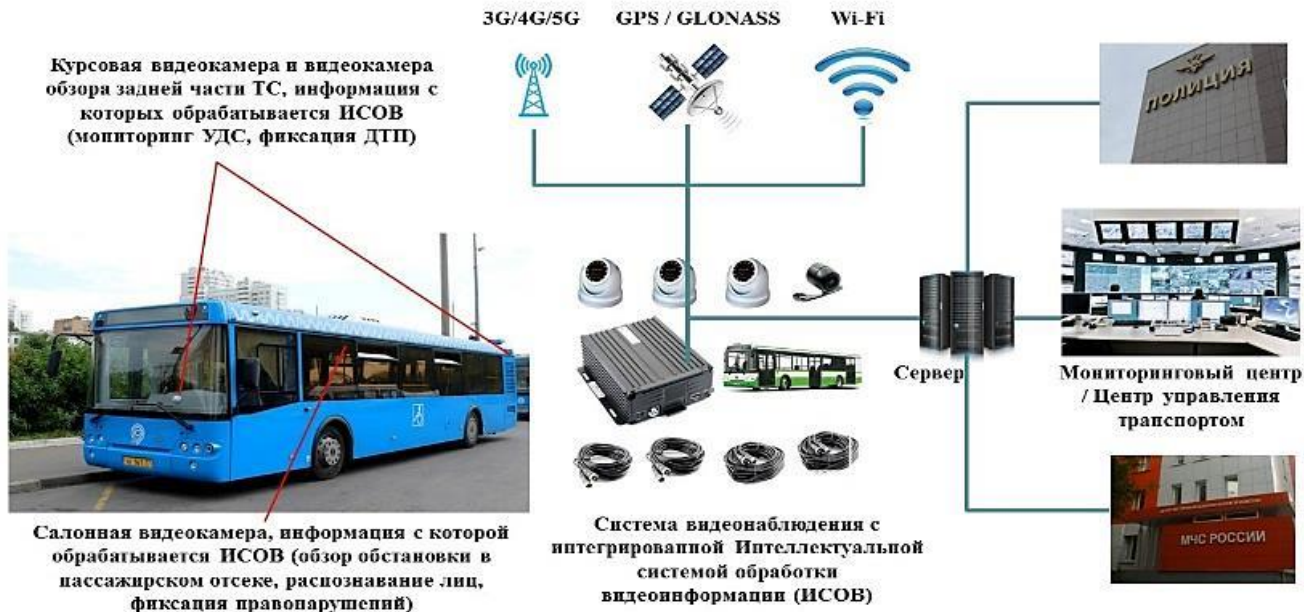 3G/4G/5G
GPS / GLONASS
Wi-Fi
Курсовая видеокамера и видеокамера
обзора задней части ТС, информация с
которых обрабатывается ИСОВ
(мониторинг УДС, фиксация ДТП)
ПОЛИЦИЯ
Сервер
Мониторинговый центр
/ Центр управления
транспортом
Салонная видеокамера, информация с которой
обрабатывается ИСОВ (обзор обстановки в
пассажирском отсеке, распознавание лиц,
фиксация правонарушений)
Система видеонаблюдения с
интегрированной Интеллектуальной
системой обработки
видеоинформации (ИСОВ)
МЧС РОССИИ